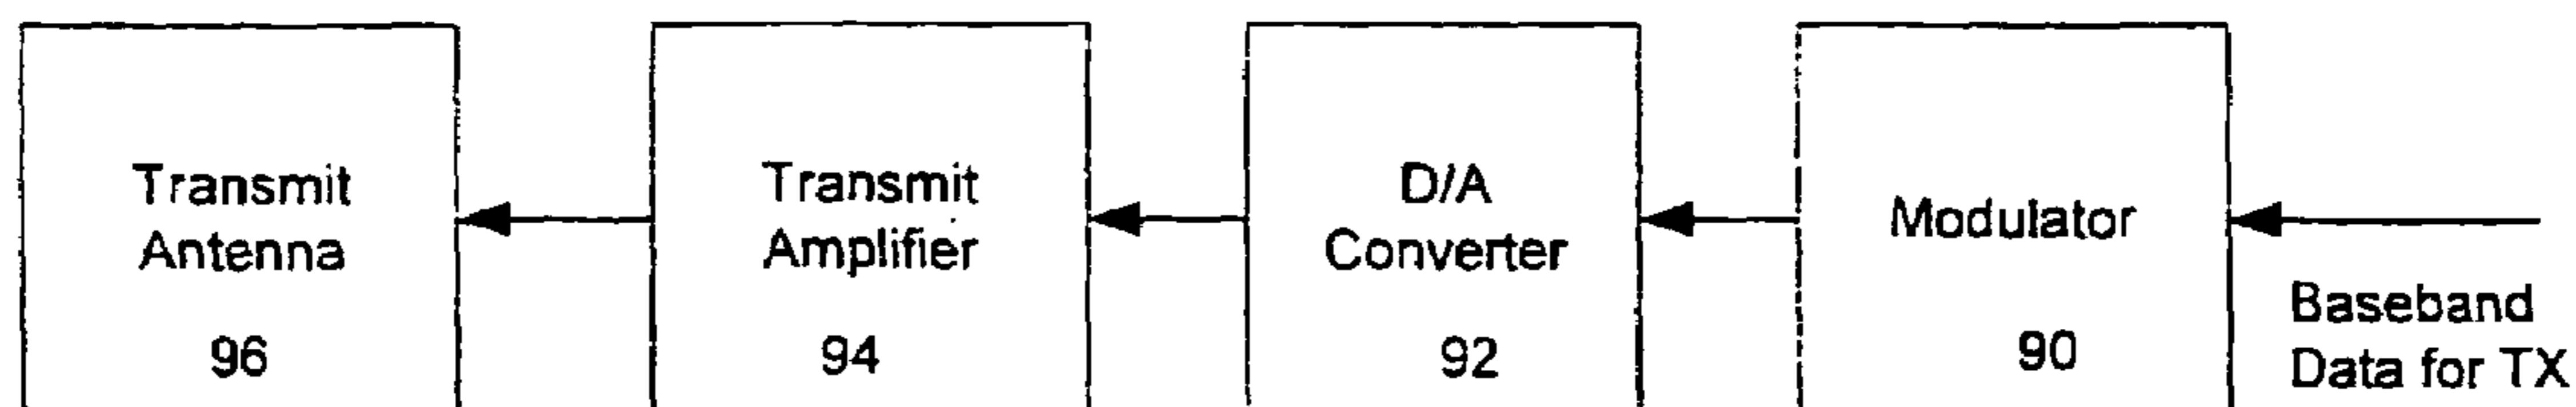 Transmit
Antenna
96
Transmit
Amplifier
94
D/A
Converter
92
Modulator
90
Baseband
Data for TX